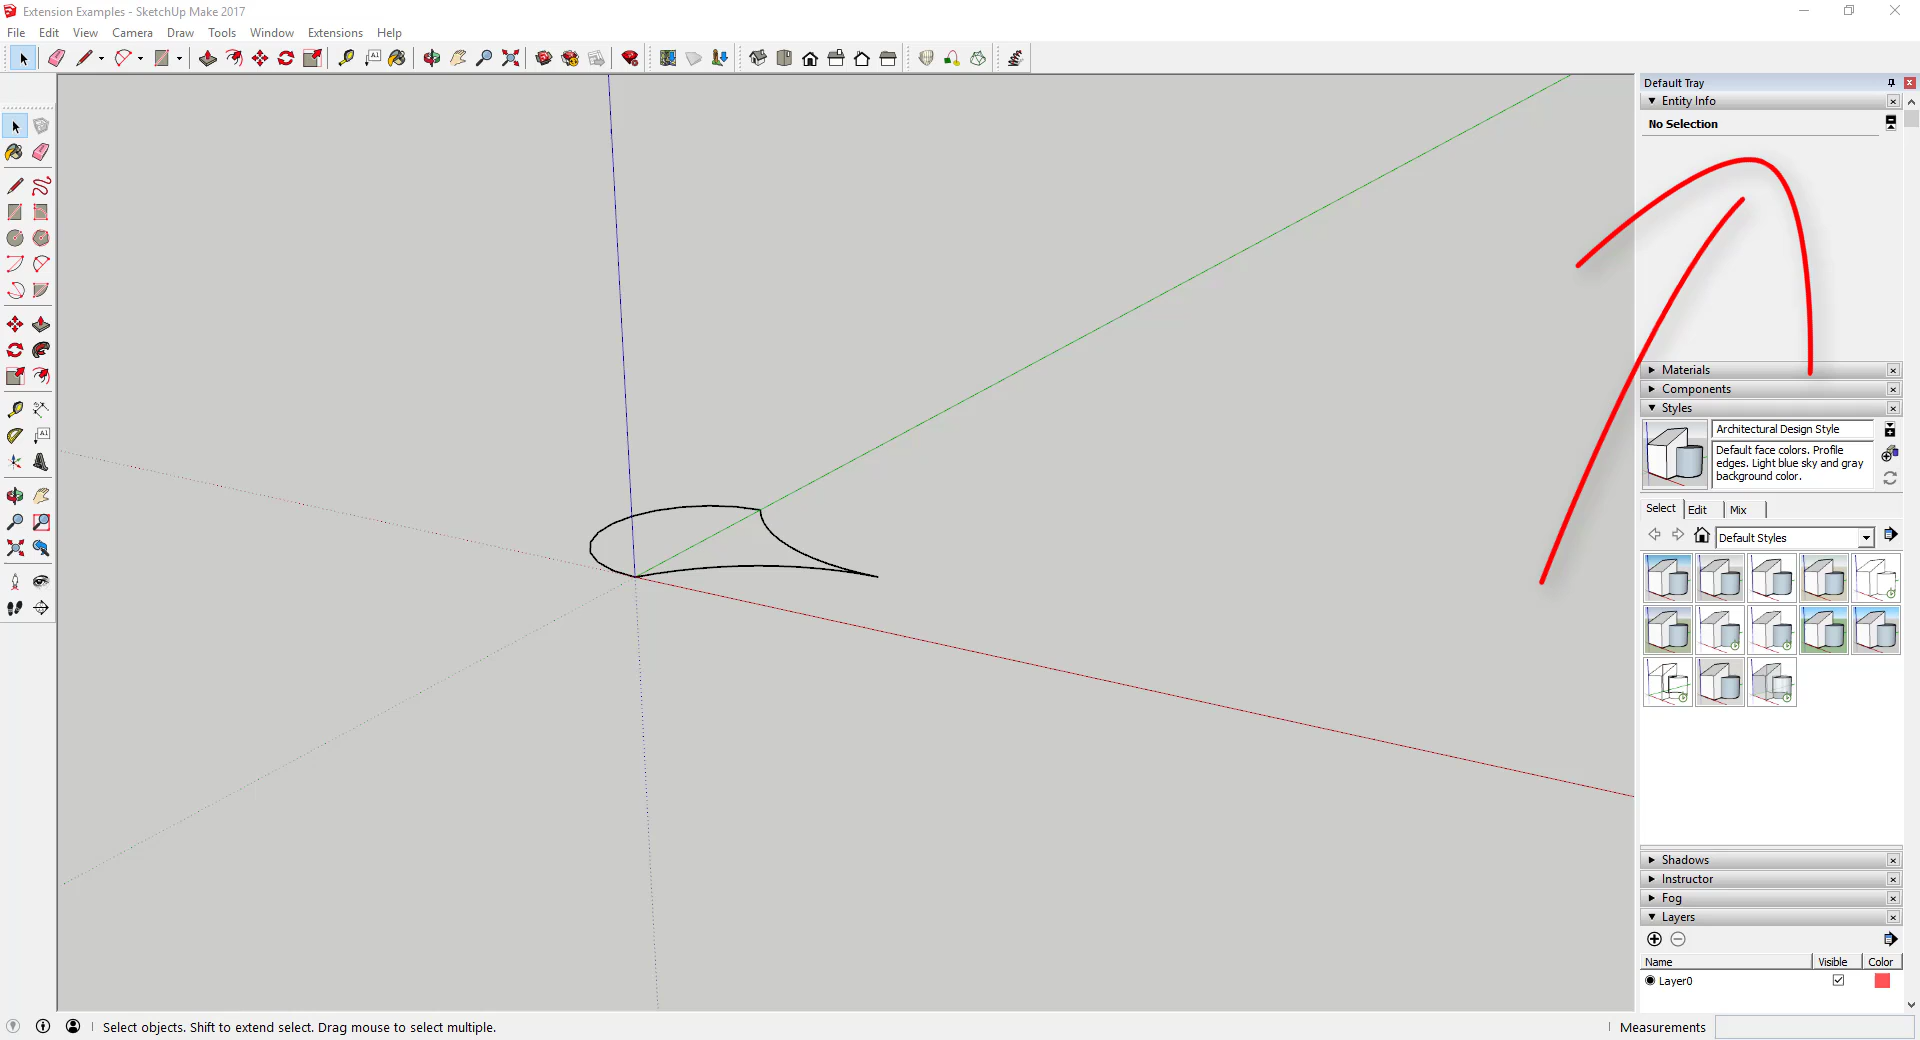 Extension Examples - SketchUp Make 2017
File Edit View Camera Draw Tools Window Extensions Help
A1
Default Tray
Entity Info
No Selection
A1
Materials
Components
Styles
Architectural Design Style
Default face colors. Profile
edges. Light blue sky and gray
background color.
Select Edit Mix
Default Styles
Shadows
Instructor
Fog
Layers
Name Visible Color
Layer0
Select objects. Shift to extend select. Drag mouse to select multiple.
Measurements